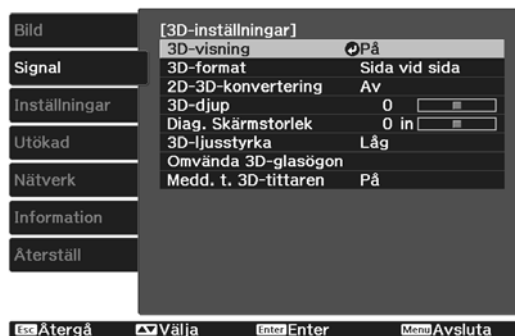 Bild
Signal
Inställningar
Utökad
Nätverk
Information
Återställ
[3D-inställningar]
3D-visning På
3D-format Sida vid sida
2D-3D-konvertering Av
3D-djup 0
Diag. Skärmstorlek 0 in
3D-ljusstyrka Låg
Omvända 3D-glasögon
Medd. t. 3D-tittaren På
Esc Återgå Välja Enter Enter Menu Avsluta